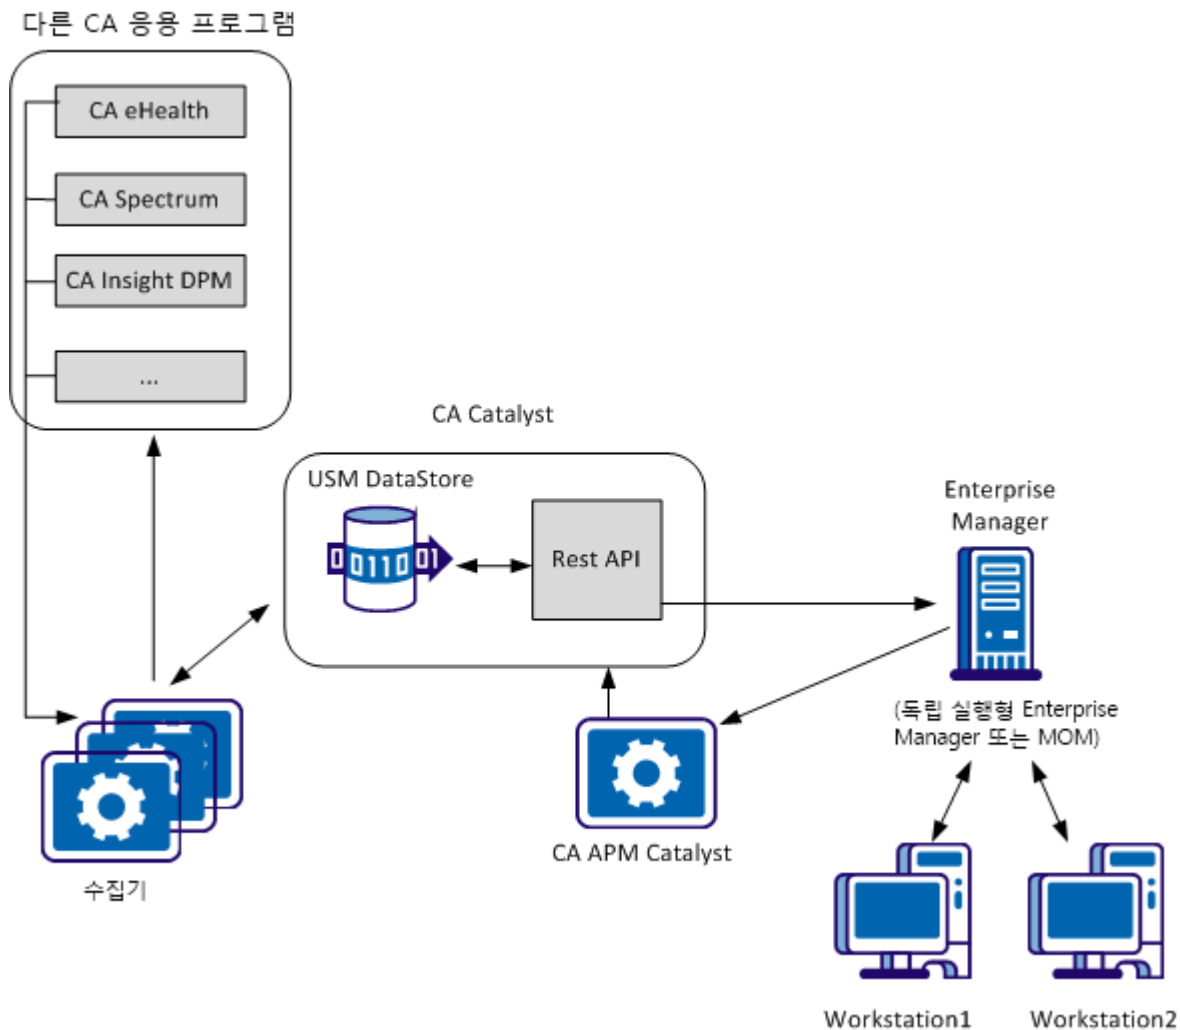 다른 CA 응용 프로그램
CA eHealth
CA Spectrum
CA Insight DPM
...
CA Catalyst
USM DataStore
0 0110 01
Rest API
Enterprise
Manager
(독립 실행형 Enterprise
Manager 또는 MOM)
CA APM Catalyst
수집기
Workstation1
Workstation2